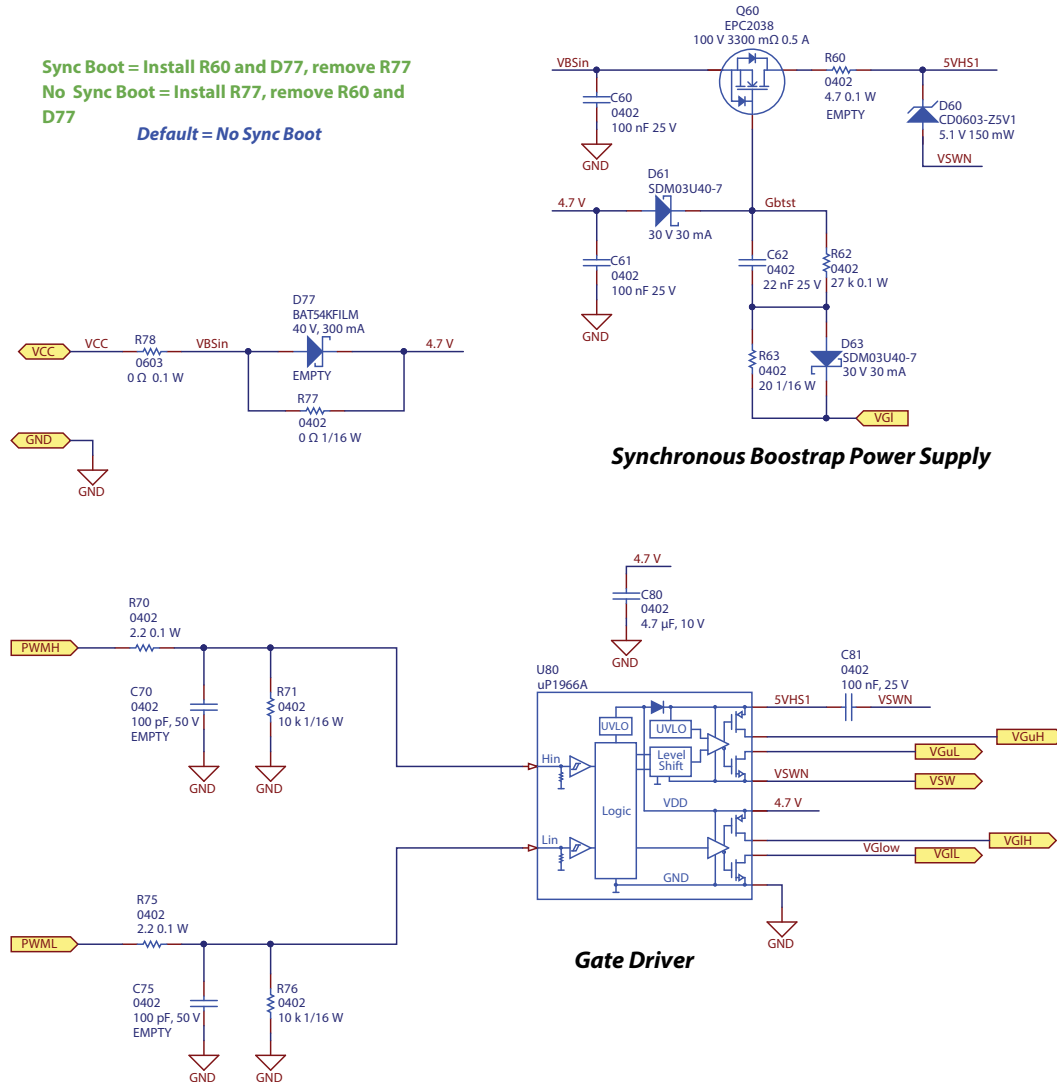 Sync Boot = Install R60 and D77, remove R77
No Sync Boot = Install R77, remove R60 and
D77
Default = No Sync Boot
Q60
EPC2038
100 V 3300 mΩ 0.5 A
VBSin
C60
0402
100 nF 25 V
GND
R60
0402
4.7 0.1 W
EMPTY
5VHS1
D60
CD0603-Z5V1
5.1 V 150 mW
VSWN
4.7 V
D61
SDM03U40-7
30 V 30 mA
Gbtst
C61
0402
100 nF 25 V
GND
C62
0402
22 nF 25 V
R62
0402
27 k 0.1 W
R63
0402
20 1/16 W
D63
SDM03U40-7
30 V 30 mA
VGl
Synchronous Boostrap Power Supply
VCC
VCC
R78
0603
0 Ω 0.1 W
VBSin
D77
BAT54KFILM
40 V, 300 mA
EMPTY
4.7 V
R77
0402
0 Ω 1/16 W
GND
GND
4.7 V
C80
0402
4.7 µF, 10 V
GND
PWMH
R70
0402
2.2 0.1 W
C70
0402
100 pF, 50 V
EMPTY
GND
R71
0402
10 k 1/16 W
GND
U80
uP1966A
UVLO
UVLO
Hin
Level
Shift
Logic
VDD
Lin
GND
5VHS1
C81
0402
100 nF, 25 V
VSWN
VGuH
VGuL
VSWN
VSW
4.7 V
VGlH
VGlow
VGlL
GND
Gate Driver
PWML
R75
0402
2.2 0.1 W
C75
0402
100 pF, 50 V
EMPTY
GND
R76
0402
10 k 1/16 W
GND